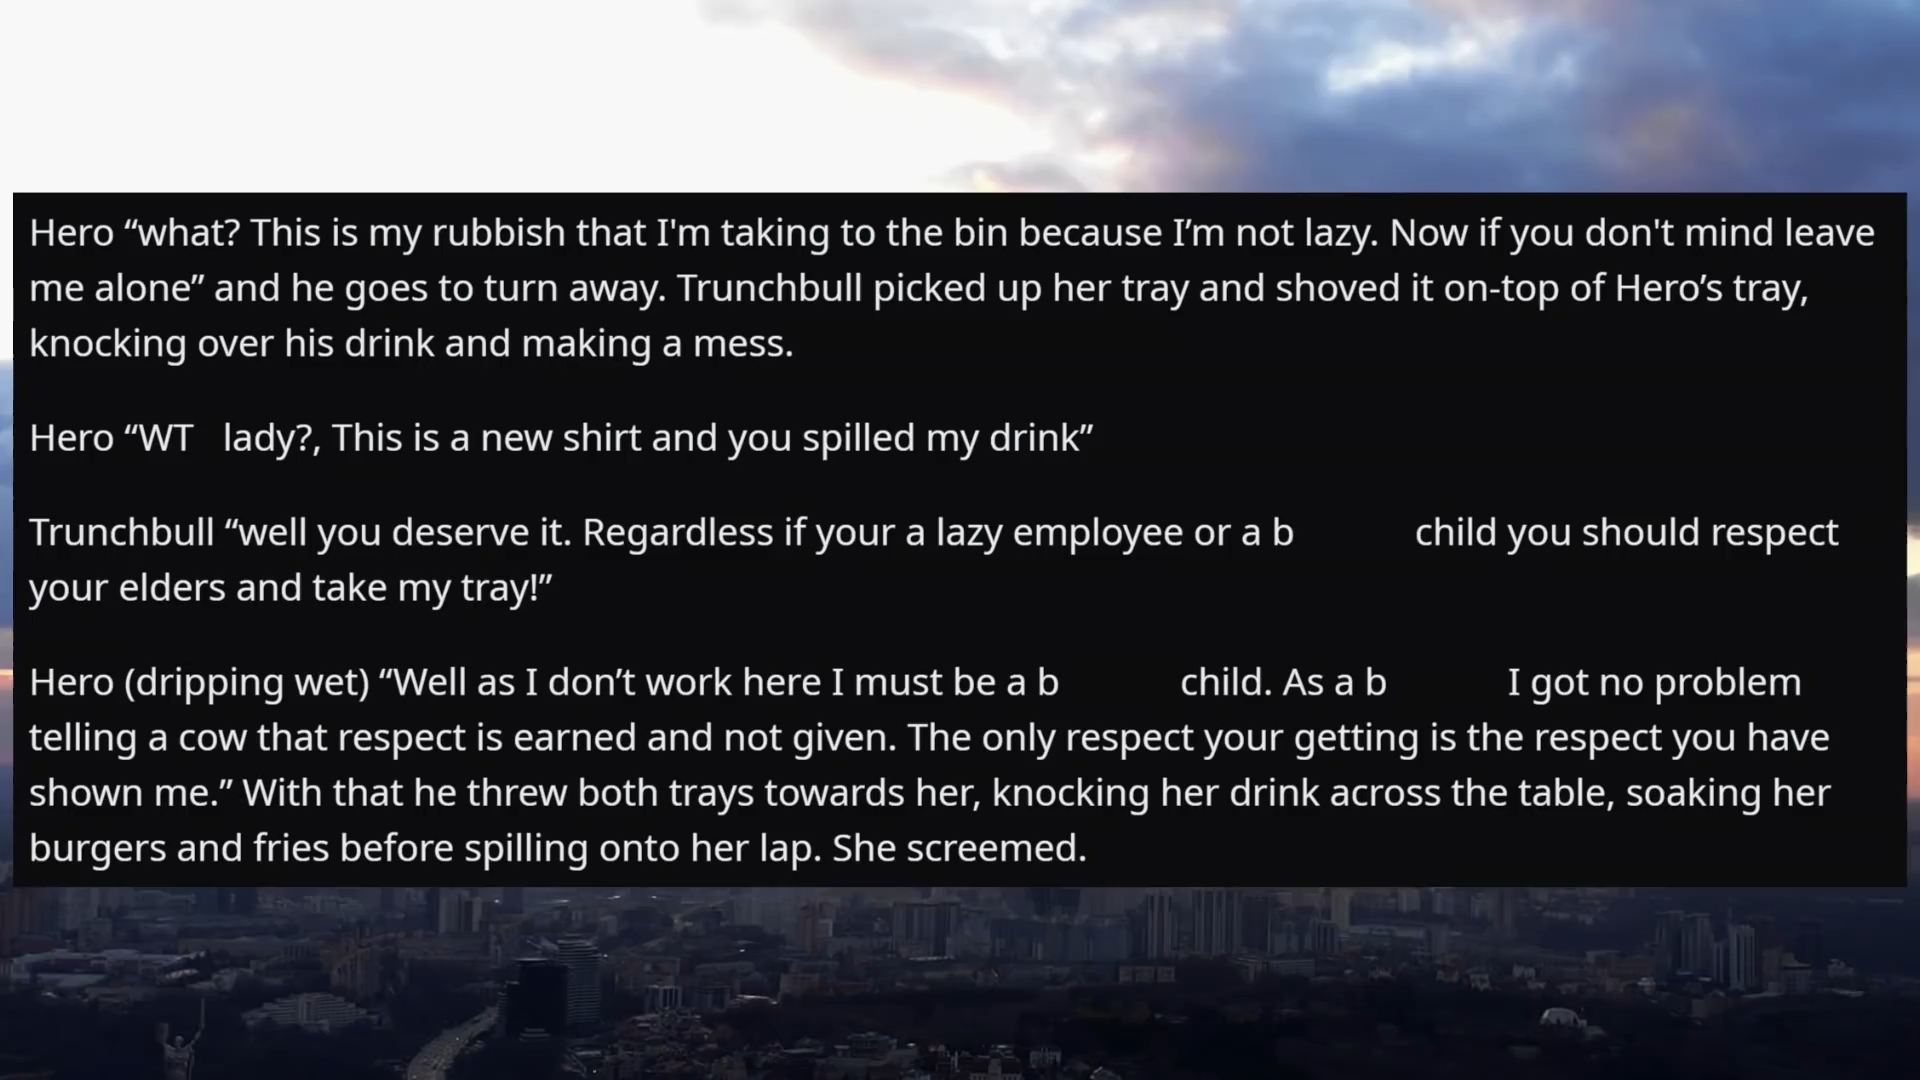 Hero “what? This is my rubbish that I'm taking to the bin because I’m not lazy. Now if you don't mind leave
me alone” and he goes to turn away. Trunchbull picked up her tray and shoved it on-top of Hero’s tray,
knocking over his drink and making a mess.
Hero “WT lady?, This is a new shirt and you spilled my drink”
Trunchbull “well you deserve it. Regardless if your a lazy employee or a b child you should respect
your elders and take my tray!”
Hero (dripping wet) “Well as I don’t work here I must be a b child. As a b I got no problem
telling a cow that respect is earned and not given. The only respect your getting is the respect you have
shown me.” With that he threw both trays towards her, knocking her drink across the table, soaking her
burgers and fries before spilling onto her lap. She screemed.